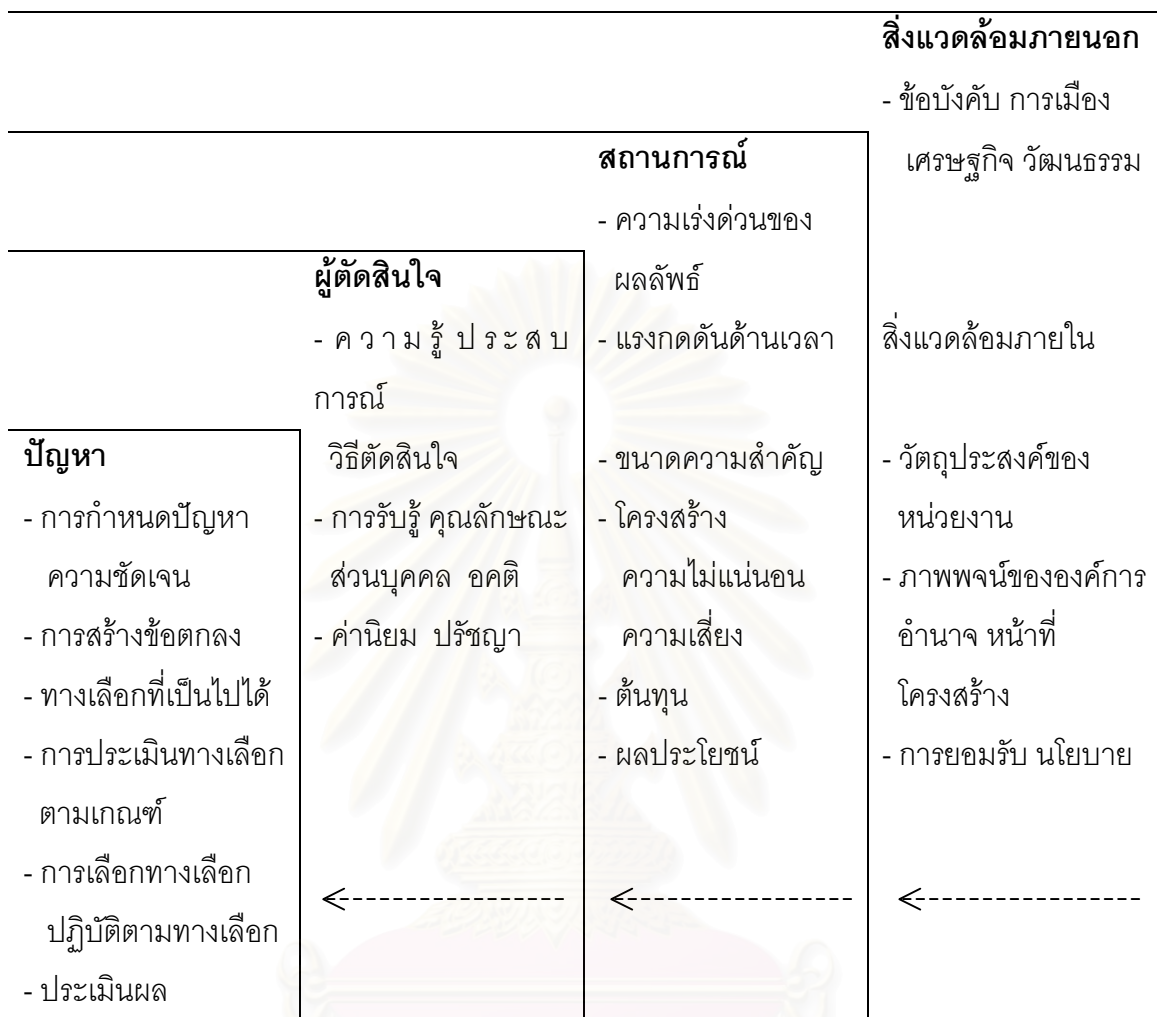 ปัญหา
- การกำหนดปัญหา
ความชัดเจน
- การสร้างข้อตกลง
- ทางเลือกที่เป็นไปได้
- การประเมินทางเลือก
ตามเกณฑ์
- การเลือกทางเลือก
ปฏิบัติตามทางเลือก
- ประเมินผล
ผู้ตัดสินใจ
- ค ว า ม รู้ ป ร ะ ส บ
การณ์
วิธีตัดสินใจ
- การรับรู้ คุณลักษณะ
ส่วนบุคคล อคติ
- ค่านิยม ปรัชญา
สถานการณ์
- ความเร่งด่วนของ
ผลลัพธ์
- แรงกดดันด้านเวลา
- ขนาดความสำคัญ
- โครงสร้าง
ความไม่แน่นอน
ความเสี่ยง
- ต้นทุน
- ผลประโยชน์
สิ่งแวดล้อมภายนอก
- ข้อบังคับ การเมือง
เศรษฐกิจ วัฒนธรรม
สิ่งแวดล้อมภายใน
- วัตถุประสงค์ของ
หน่วยงาน
- ภาพพจน์ขององค์การ
อำนาจ หน้าที่
โครงสร้าง
- การยอมรับ นโยบาย